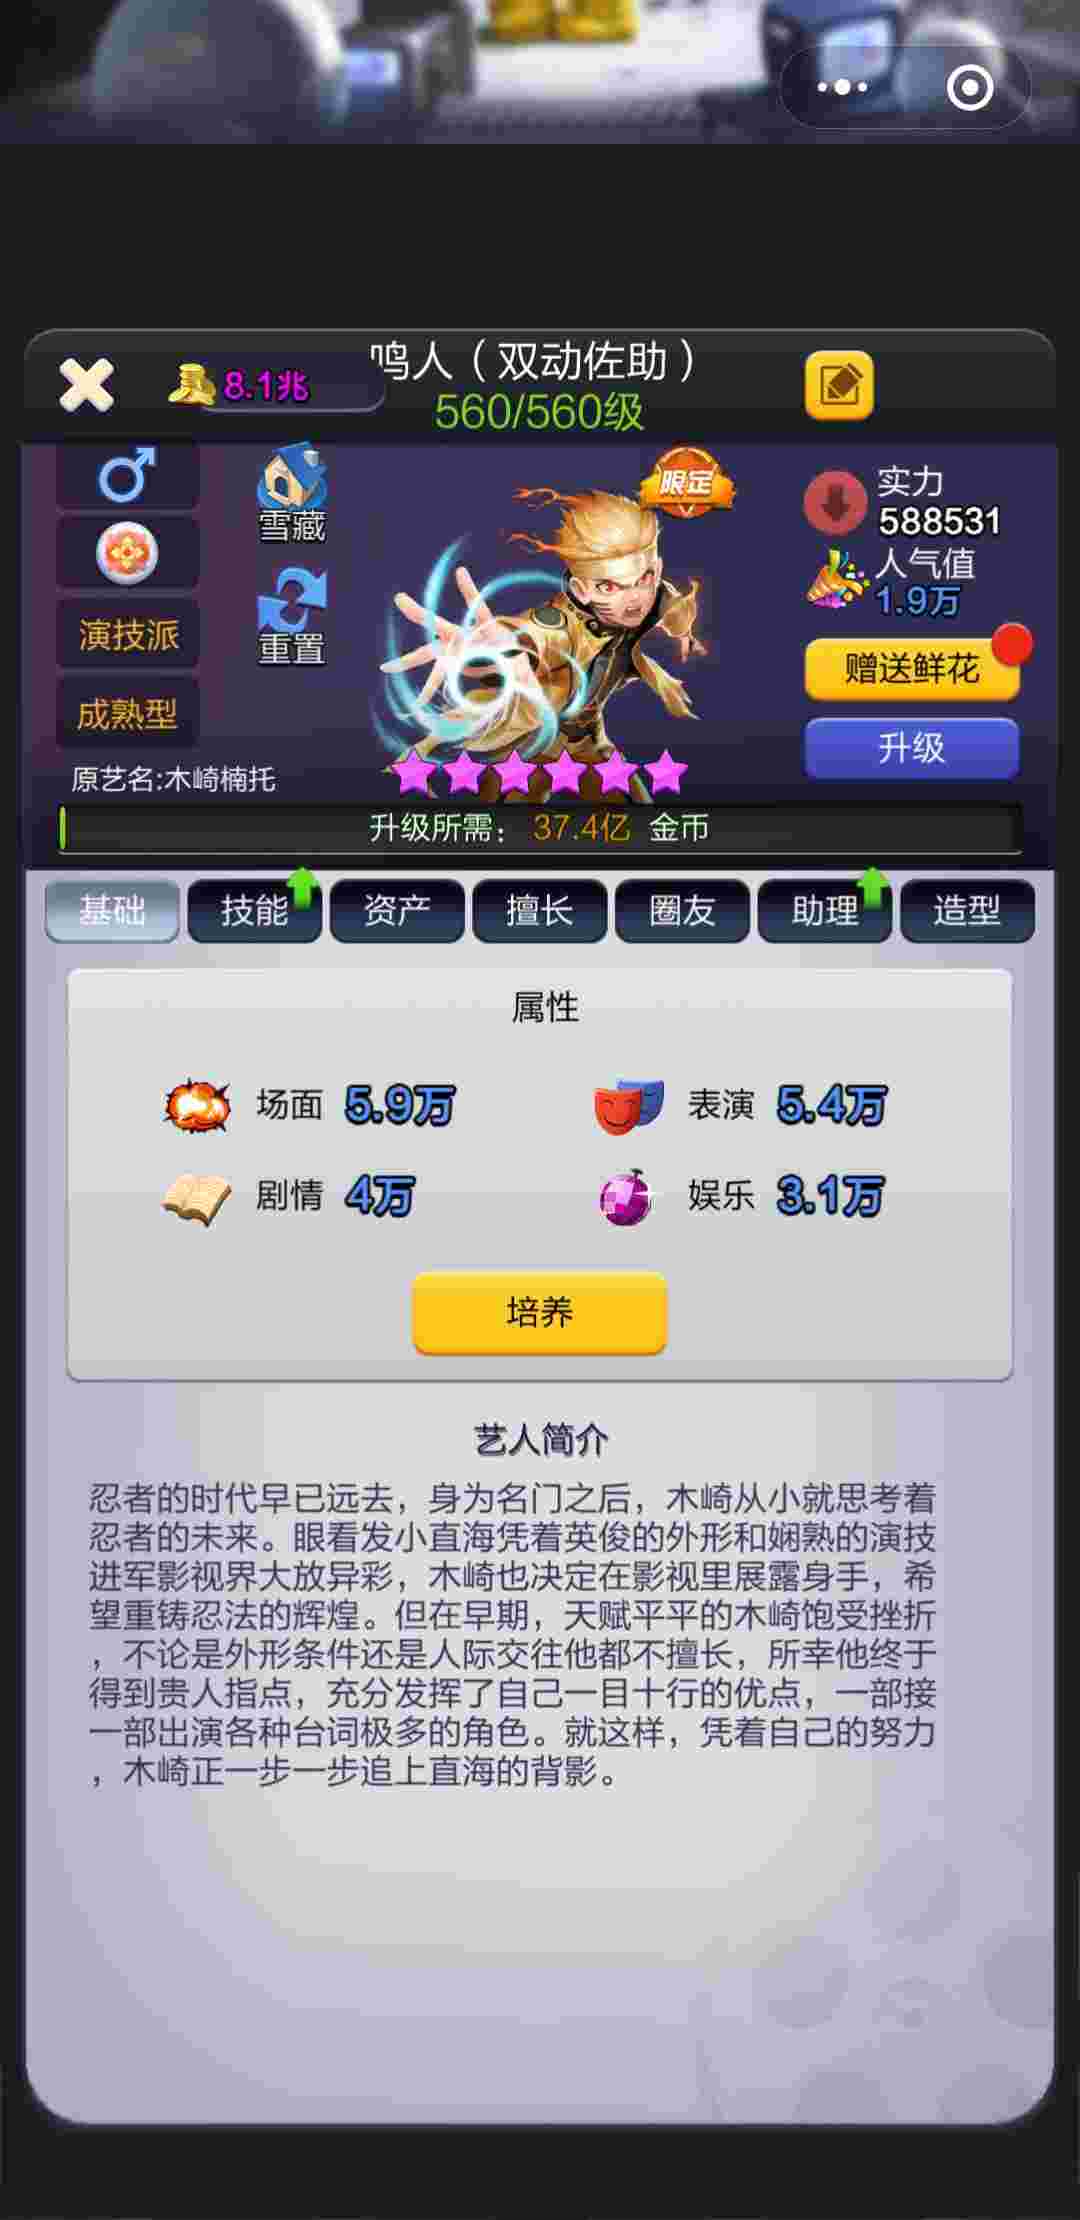 鸣人（双动佐助）
8.1兆
560/560级
限定
雪藏
重置
演技派
成熟型
原艺名:木崎楠托
实力
588531
人气值
1.9万
赠送鲜花
升级
升级所需： 37.4亿 金币
基础 技能 资产 擅长 圈友 助理 造型
属性
场面 5.9万 表演 5.4万
剧情 4万 娱乐 3.1万
培养
艺人简介
忍者的时代早已远去，身为名门之后，木崎从小就思考着
忍者的未来。眼看发小直海凭着英俊的外形和娴熟的演技
进军影视界大放异彩，木崎也决定在影视里展露身手，希
望重铸忍法的辉煌。但在早期，天赋平平的木崎饱受挫折
，不论是外形条件还是人际交往他都不擅长，所幸他终于
得到贵人指点，充分发挥了自己一目十行的优点，一部接
一部出演各种台词极多的角色。就这样，凭着自己的努力
，木崎正一步一步追上直海的背影。